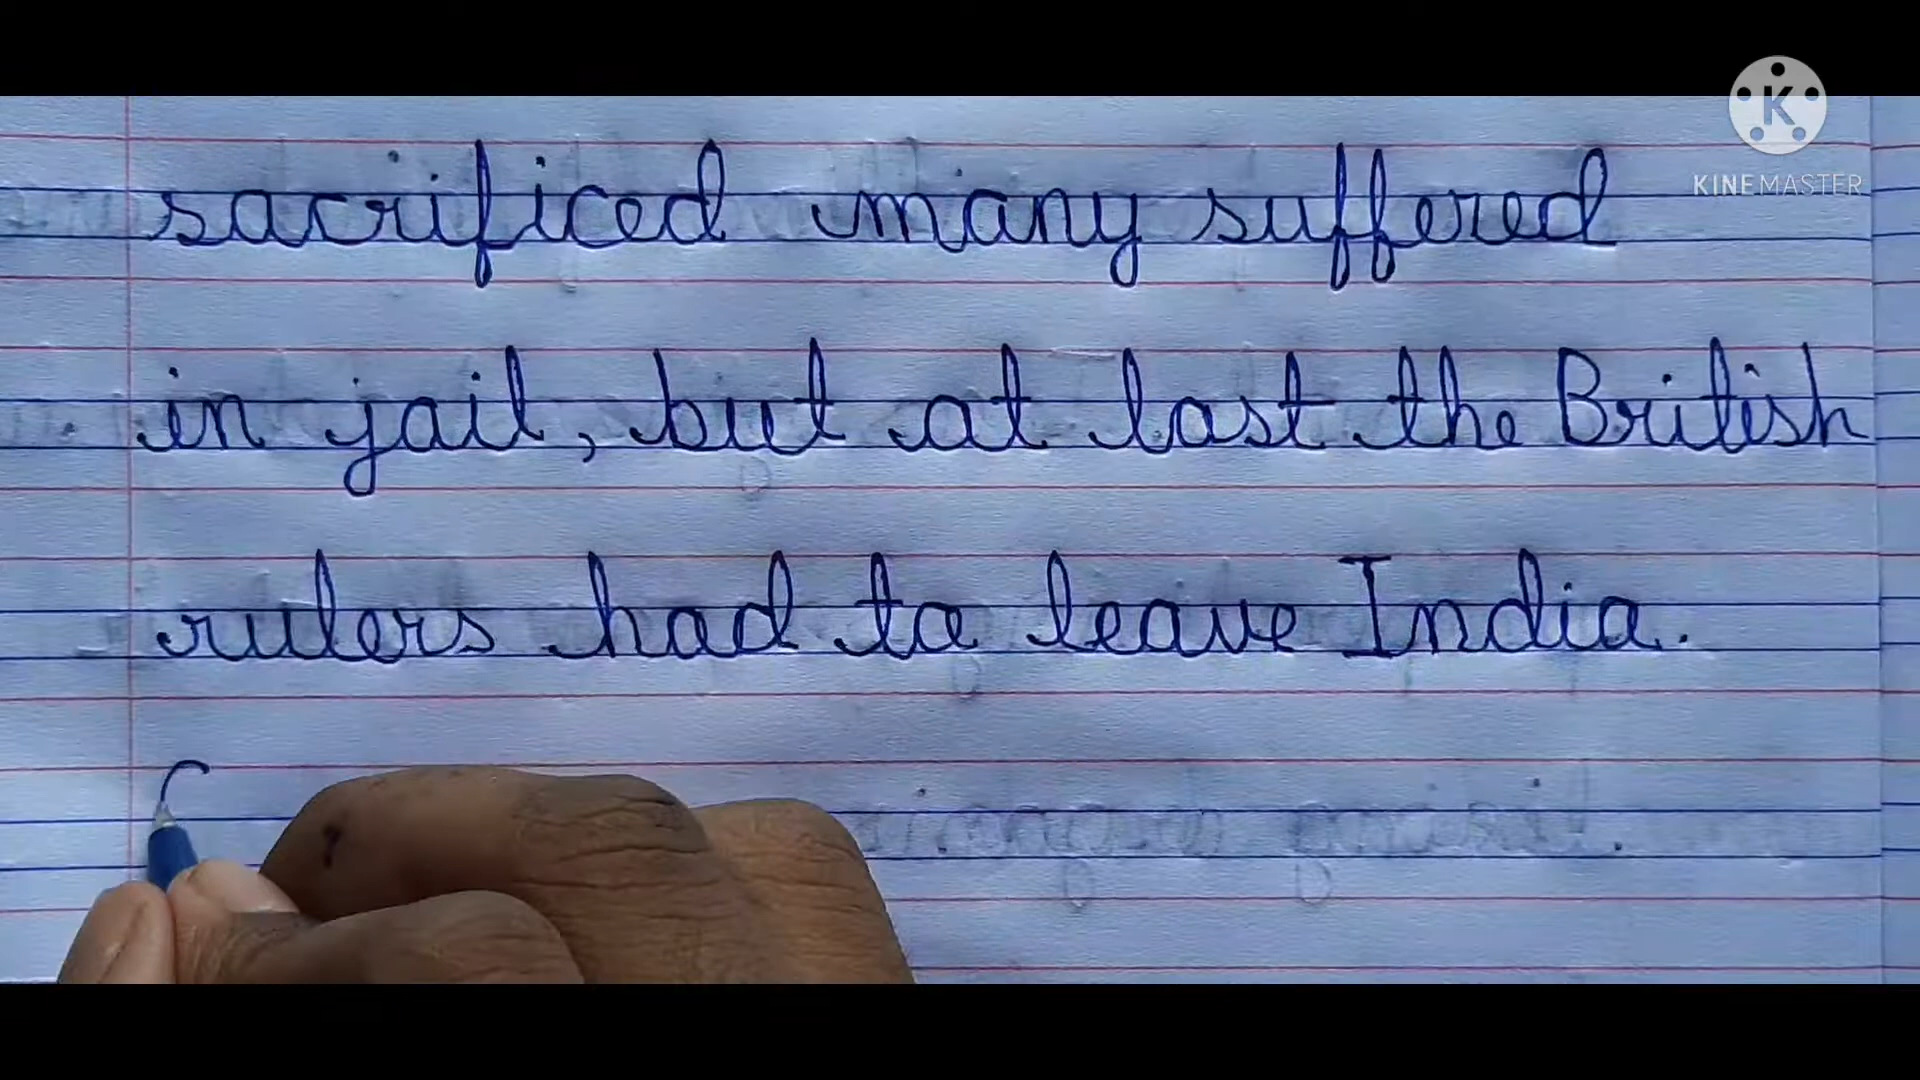 K
KINEMASTER
sacrificed many suffered
in jail, but at last the British
rulers had to leave India.